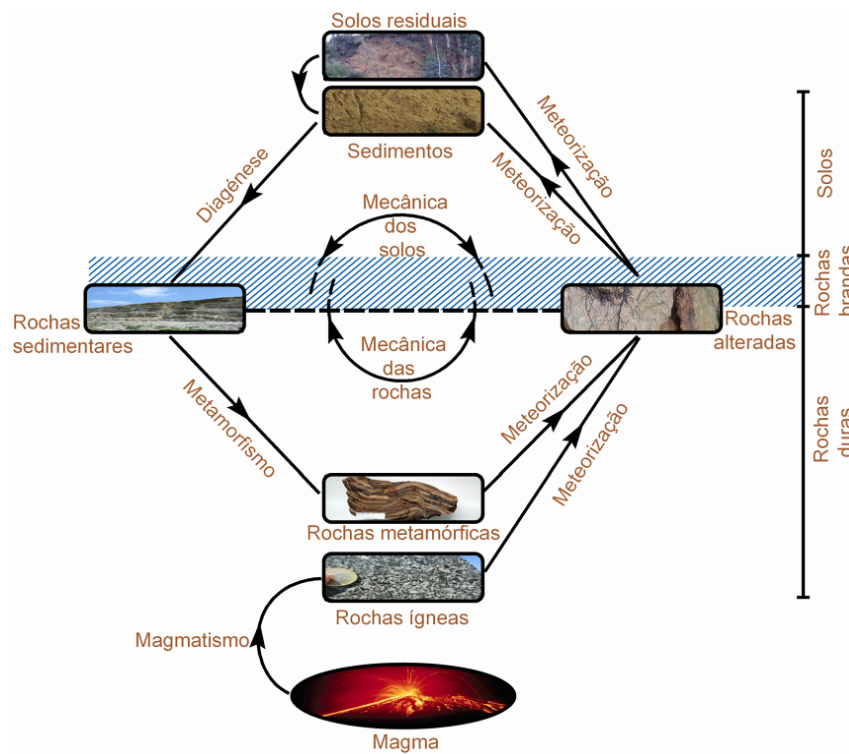 Solos residuais
Sedimentos
Meteorização
Meteorização
Diagénese
Mecânica
dos
solos
Solos
Rochas
brandas
Rochas
sedimentares
Rochas
alteradas
Mecânica
das
rochas
Metamorfismo
Meteorização
Meteorização
Rochas
duras
Rochas metamórficas
Rochas ígneas
Magmatismo
Magma